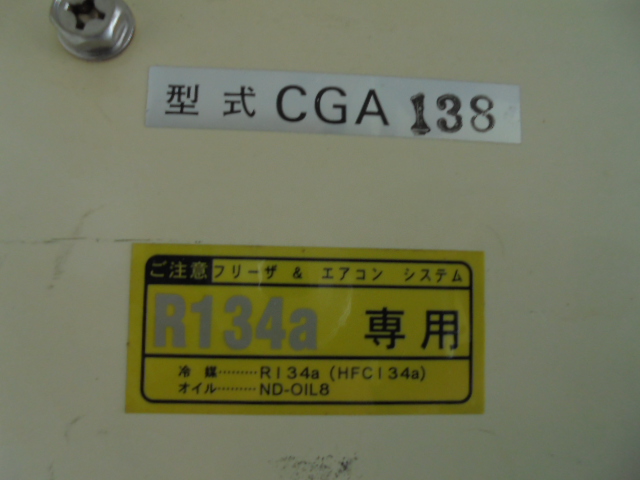 型式 CGA 138
ご注意 フリーザ & エアコン システム
R134a 専用
冷 媒………R134a (HFC134a)
オイル………ND-OIL8